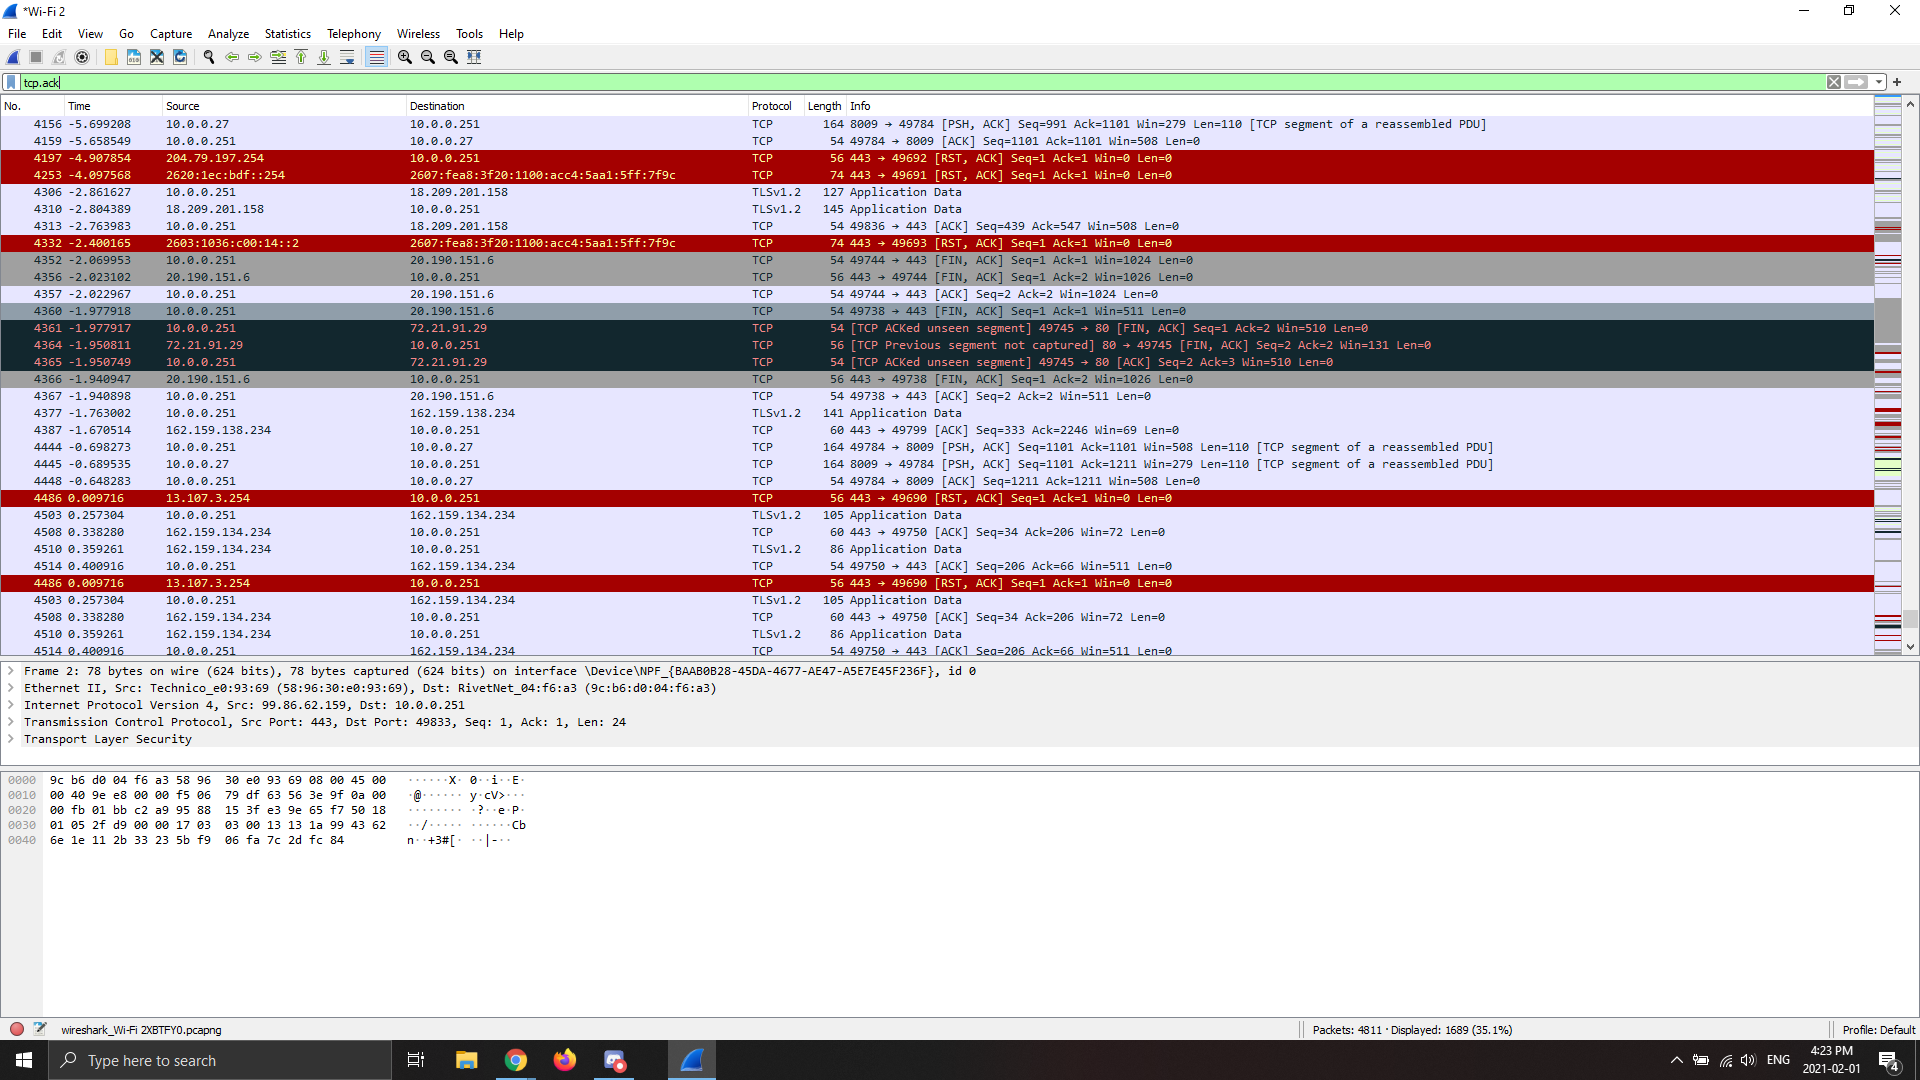 *Wi-Fi 2
File Edit View Go Capture Analyze Statistics Telephony Wireless Tools Help
tcp.ack
No. Time Source Destination Protocol Length Info
4156 -5.699208 10.0.0.27 10.0.0.251 TCP 164 8009 → 49784 [PSH, ACK] Seq=991 Ack=1101 Win=279 Len=110 [TCP segment of a reassembled PDU]
4159 -5.658549 10.0.0.251 10.0.0.27 TCP 54 49784 → 8009 [ACK] Seq=1101 Ack=1101 Win=508 Len=0
4197 -4.907854 204.79.197.254 10.0.0.251 TCP 56 443 → 49692 [RST, ACK] Seq=1 Ack=1 Win=0 Len=0
4253 -4.097568 2620:1ec:bdf::254 2607:fea8:3f20:1100:acc4:5aa1:5ff:7f9c TCP 74 443 → 49691 [RST, ACK] Seq=1 Ack=1 Win=0 Len=0
4306 -2.861627 10.0.0.251 18.209.201.158 TLSv1.2 127 Application Data
4310 -2.804389 18.209.201.158 10.0.0.251 TLSv1.2 145 Application Data
4313 -2.763983 10.0.0.251 18.209.201.158 TCP 54 49836 → 443 [ACK] Seq=439 Ack=547 Win=508 Len=0
4332 -2.400165 2603:1036:c00:14::2 2607:fea8:3f20:1100:acc4:5aa1:5ff:7f9c TCP 74 443 → 49693 [RST, ACK] Seq=1 Ack=1 Win=0 Len=0
4352 -2.069953 10.0.0.251 20.190.151.6 TCP 54 49744 → 443 [FIN, ACK] Seq=1 Ack=1 Win=1024 Len=0
4356 -2.023102 20.190.151.6 10.0.0.251 TCP 56 443 → 49744 [FIN, ACK] Seq=1 Ack=2 Win=1026 Len=0
4357 -2.022967 10.0.0.251 20.190.151.6 TCP 54 49744 → 443 [ACK] Seq=2 Ack=2 Win=1024 Len=0
4360 -1.977918 10.0.0.251 20.190.151.6 TCP 54 49738 → 443 [FIN, ACK] Seq=1 Ack=1 Win=511 Len=0
4361 -1.977917 10.0.0.251 72.21.91.29 TCP 54 [TCP ACKed unseen segment] 49745 → 80 [FIN, ACK] Seq=1 Ack=2 Win=510 Len=0
4364 -1.950811 72.21.91.29 10.0.0.251 TCP 56 [TCP Previous segment not captured] 80 → 49745 [FIN, ACK] Seq=2 Ack=2 Win=131 Len=0
4365 -1.950749 10.0.0.251 72.21.91.29 TCP 54 [TCP ACKed unseen segment] 49745 → 80 [ACK] Seq=2 Ack=3 Win=510 Len=0
4366 -1.940947 20.190.151.6 10.0.0.251 TCP 56 443 → 49738 [FIN, ACK] Seq=1 Ack=2 Win=1026 Len=0
4367 -1.940898 10.0.0.251 20.190.151.6 TCP 54 49738 → 443 [ACK] Seq=2 Ack=2 Win=511 Len=0
4377 -1.763002 10.0.0.251 162.159.138.234 TLSv1.2 141 Application Data
4387 -1.670514 162.159.138.234 10.0.0.251 TCP 60 443 → 49799 [ACK] Seq=333 Ack=2246 Win=69 Len=0
4444 -0.698273 10.0.0.251 10.0.0.27 TCP 164 49784 → 8009 [PSH, ACK] Seq=1101 Ack=1101 Win=508 Len=110 [TCP segment of a reassembled PDU]
4445 -0.689535 10.0.0.27 10.0.0.251 TCP 164 8009 → 49784 [PSH, ACK] Seq=1101 Ack=1211 Win=279 Len=110 [TCP segment of a reassembled PDU]
4448 -0.648283 10.0.0.251 10.0.0.27 TCP 54 49784 → 8009 [ACK] Seq=1211 Ack=1211 Win=508 Len=0
4486 0.009716 13.107.3.254 10.0.0.251 TCP 56 443 → 49690 [RST, ACK] Seq=1 Ack=1 Win=0 Len=0
4503 0.257304 10.0.0.251 162.159.134.234 TLSv1.2 105 Application Data
4508 0.338280 162.159.134.234 10.0.0.251 TCP 60 443 → 49750 [ACK] Seq=34 Ack=206 Win=72 Len=0
4510 0.359261 162.159.134.234 10.0.0.251 TLSv1.2 86 Application Data
4514 0.400916 10.0.0.251 162.159.134.234 TCP 54 49750 → 443 [ACK] Seq=206 Ack=66 Win=511 Len=0
4486 0.009716 13.107.3.254 10.0.0.251 TCP 56 443 → 49690 [RST, ACK] Seq=1 Ack=1 Win=0 Len=0
4503 0.257304 10.0.0.251 162.159.134.234 TLSv1.2 105 Application Data
4508 0.338280 162.159.134.234 10.0.0.251 TCP 60 443 → 49750 [ACK] Seq=34 Ack=206 Win=72 Len=0
4510 0.359261 162.159.134.234 10.0.0.251 TLSv1.2 86 Application Data
4514 0.400916 10.0.0.251 162.159.134.234 TCP 54 49750 → 443 [ACK] Seq=206 Ack=66 Win=511 Len=0
Frame 2: 78 bytes on wire (624 bits), 78 bytes captured (624 bits) on interface \Device\NPF_{BAAB0B28-45DA-4677-AE47-A5E7E45F236F}, id 0
Ethernet II, Src: Technico_e0:93:69 (58:96:30:e0:93:69), Dst: RivetNet_04:f6:a3 (9c:b6:d0:04:f6:a3)
Internet Protocol Version 4, Src: 99.86.62.159, Dst: 10.0.0.251
Transmission Control Protocol, Src Port: 443, Dst Port: 49833, Seq: 1, Ack: 1, Len: 24
Transport Layer Security
0000 9c b6 d0 04 f6 a3 58 96 30 e0 93 69 08 00 45 00 ······X· 0··i··E·
0010 00 40 9e e8 00 00 f5 06 79 df 63 56 3e 9f 0a 00 ·@······ y·cV>···
0020 00 fb 01 bb c2 a9 95 88 15 3f e3 9e 65 f7 50 18 ········ ·?··e·P·
0030 01 05 2f d9 00 00 17 03 03 00 13 13 1a 99 43 62 ··/····· ······Cb
0040 6e 1e 11 2b 33 23 5b f9 06 fa 7c 2d fc 84 n··+3#[· ··|-··
wireshark_Wi-Fi 2XBTFY0.pcapng Packets: 4811 · Displayed: 1689 (35.1%) Profile: Default
Type here to search ENG 4:23 PM 4
2021-02-01